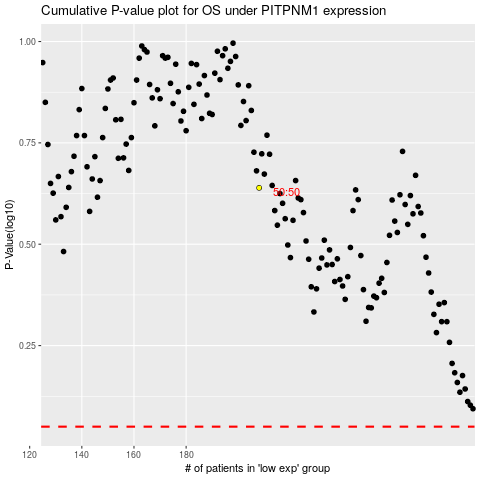 Cumulative P-value plot for OS under PITPNM1 expression
P-Value(log10)
1.00
0.75
0.50
0.25
50:50
120 140 160 180
# of patients in 'low exp' group